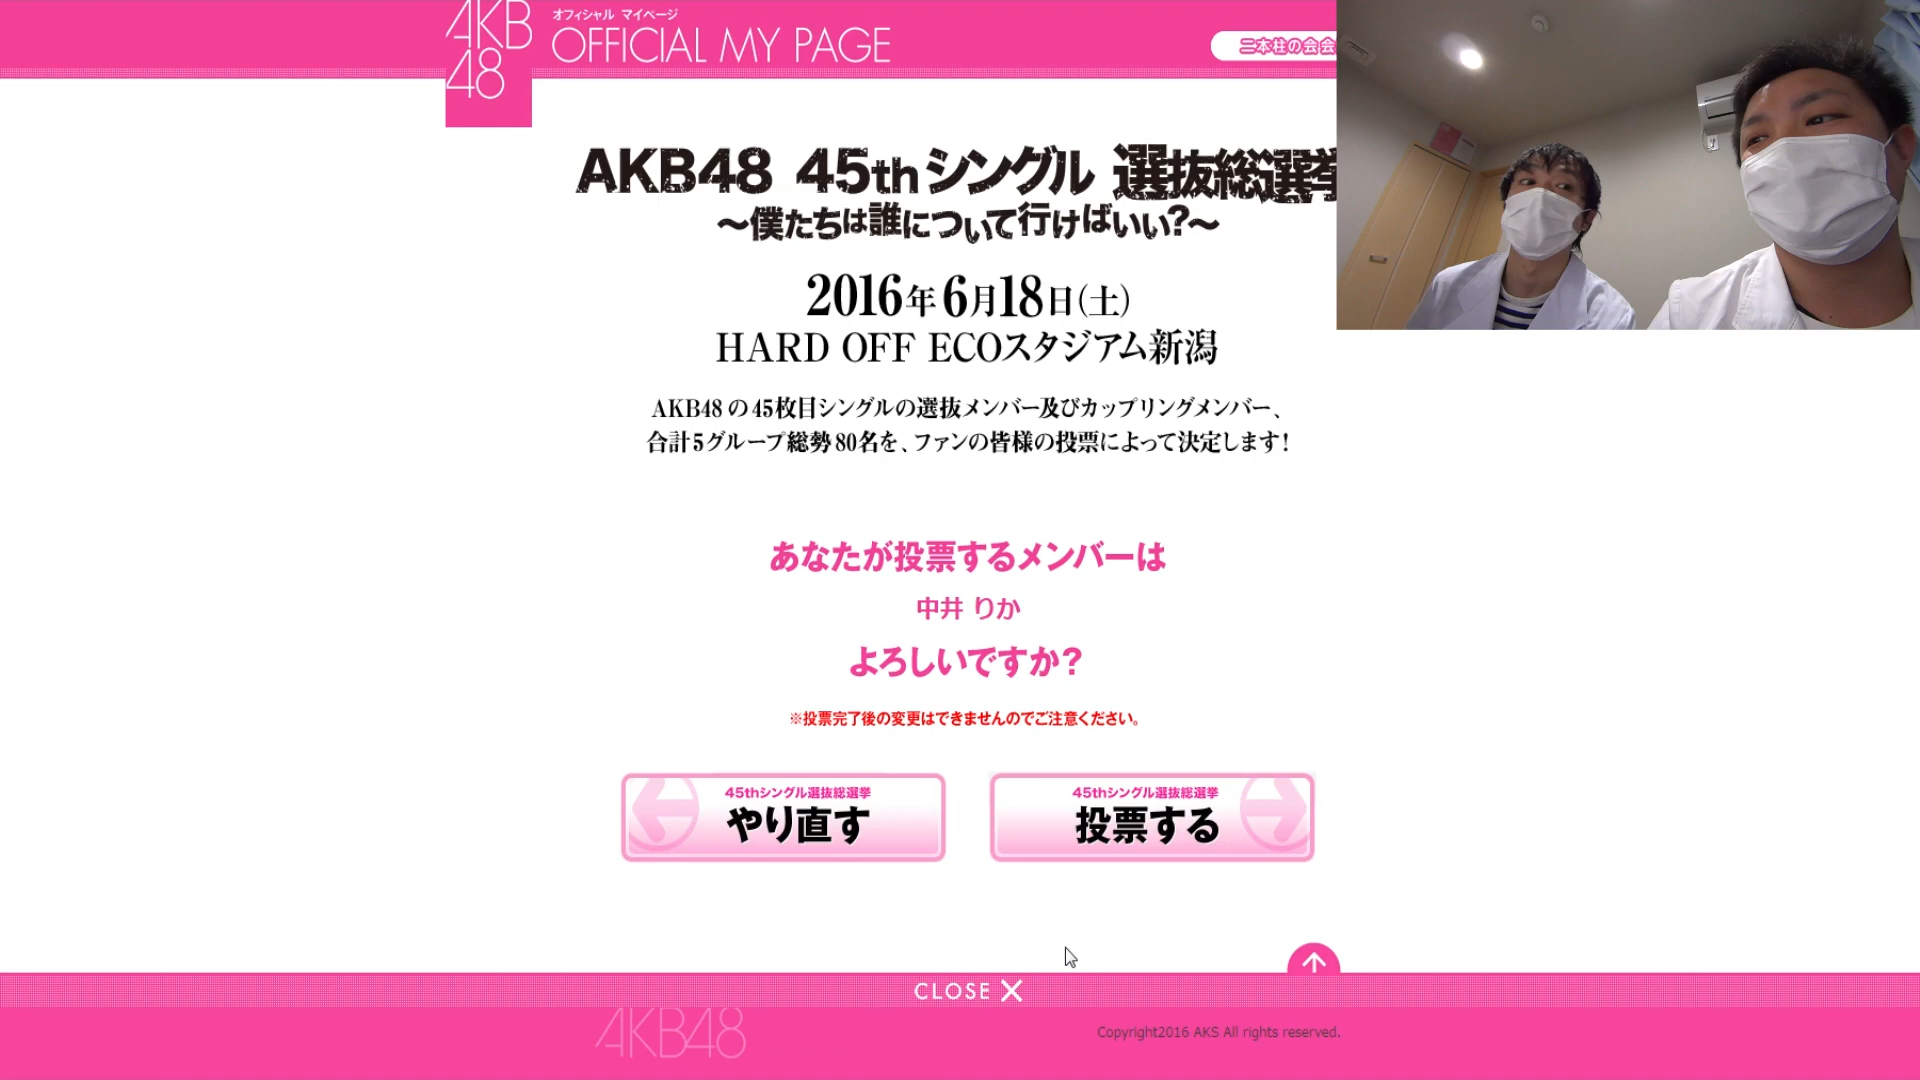 AKB
48
オフィシャル マイページ
OFFICIAL MY PAGE
二本柱の会会
AKB48 45thシングル 選抜総選挙
～僕たちは誰について行けばいい?～
2016年6月18日(土)
HARD OFF ECOスタジアム新潟
AKB48の45枚目シングルの選抜メンバー及びカップリングメンバー、
合計5グループ総勢80名を、ファンの皆様の投票によって決定します!
あなたが投票するメンバーは
中井 りか
よろしいですか?
※投票完了後の変更はできませんのでご注意ください。
45thシングル選抜総選挙
やり直す
45thシングル選抜総選挙
投票する
CLOSE X
AKB48
Copyright2016 AKS All rights reserved.